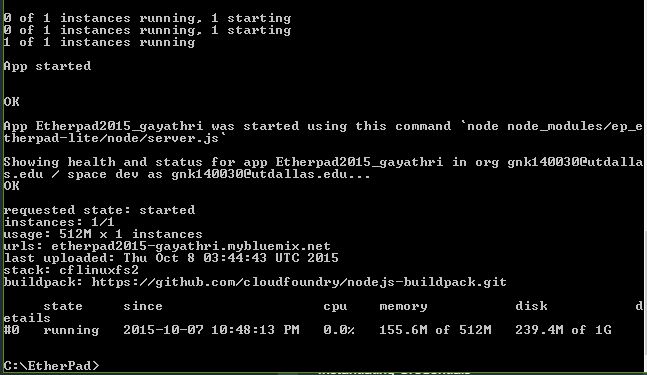 0 of 1 instances running, 1 starting
0 of 1 instances running, 1 starting
1 of 1 instances running
App started
OK
App Etherpad2015_gayathri was started using this command `node node_modules/ep_e
therpad-lite/node/server.js`
Showing health and status for app Etherpad2015_gayathri in org gnk140030@utdalla
s.edu / space dev as gnk140030@utdallas.edu...
OK
requested state: started
instances: 1/1
usage: 512M x 1 instances
urls: etherpad2015-gayathri.mybluemix.net
last uploaded: Thu Oct 8 03:44:43 UTC 2015
stack: cflinuxfs2
buildpack: https://github.com/cloudfoundry/nodejs-buildpack.git
state since cpu memory disk d
etails
#0 running 2015-10-07 10:48:13 PM 0.0% 155.6M of 512M 239.4M of 1G
C:\EtherPad>